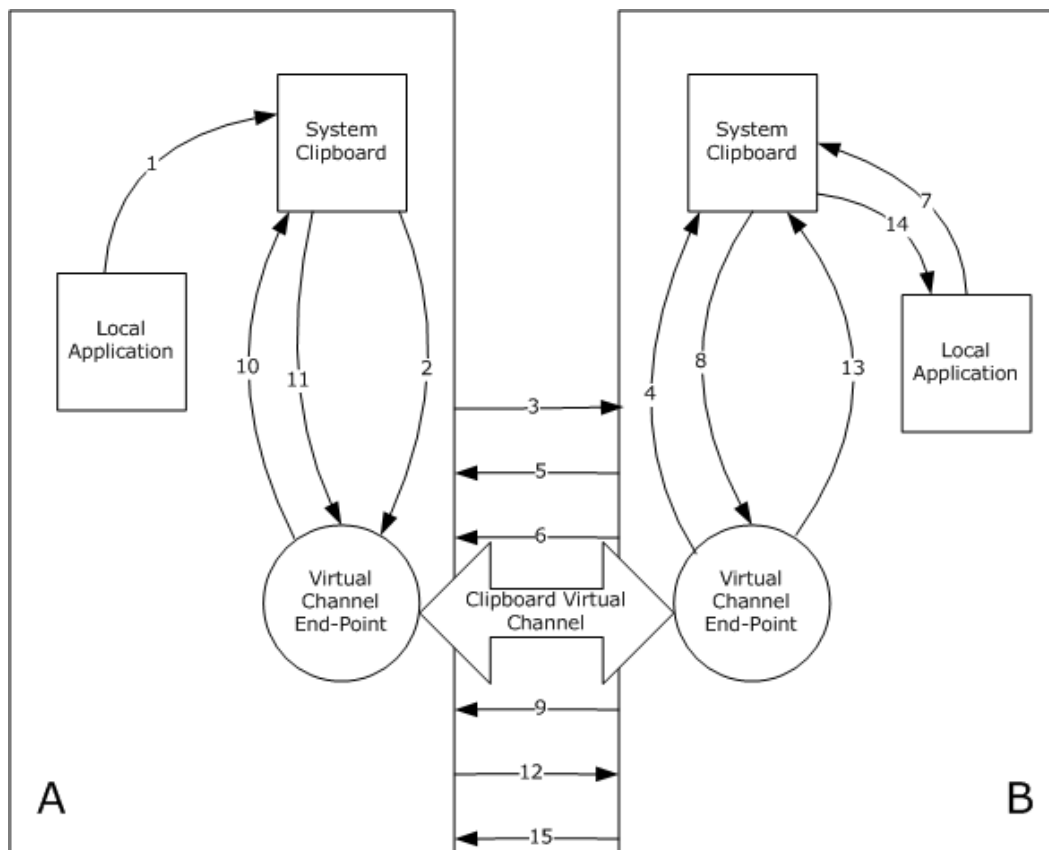 System
Clipboard
System
Clipboard
1
7
14
Local
Application
Local
Application
10
11
2
4
8
13
3
5
6
Virtual
Channel
End-Point
Clipboard Virtual
Channel
Virtual
Channel
End-Point
9
12
15
A
B